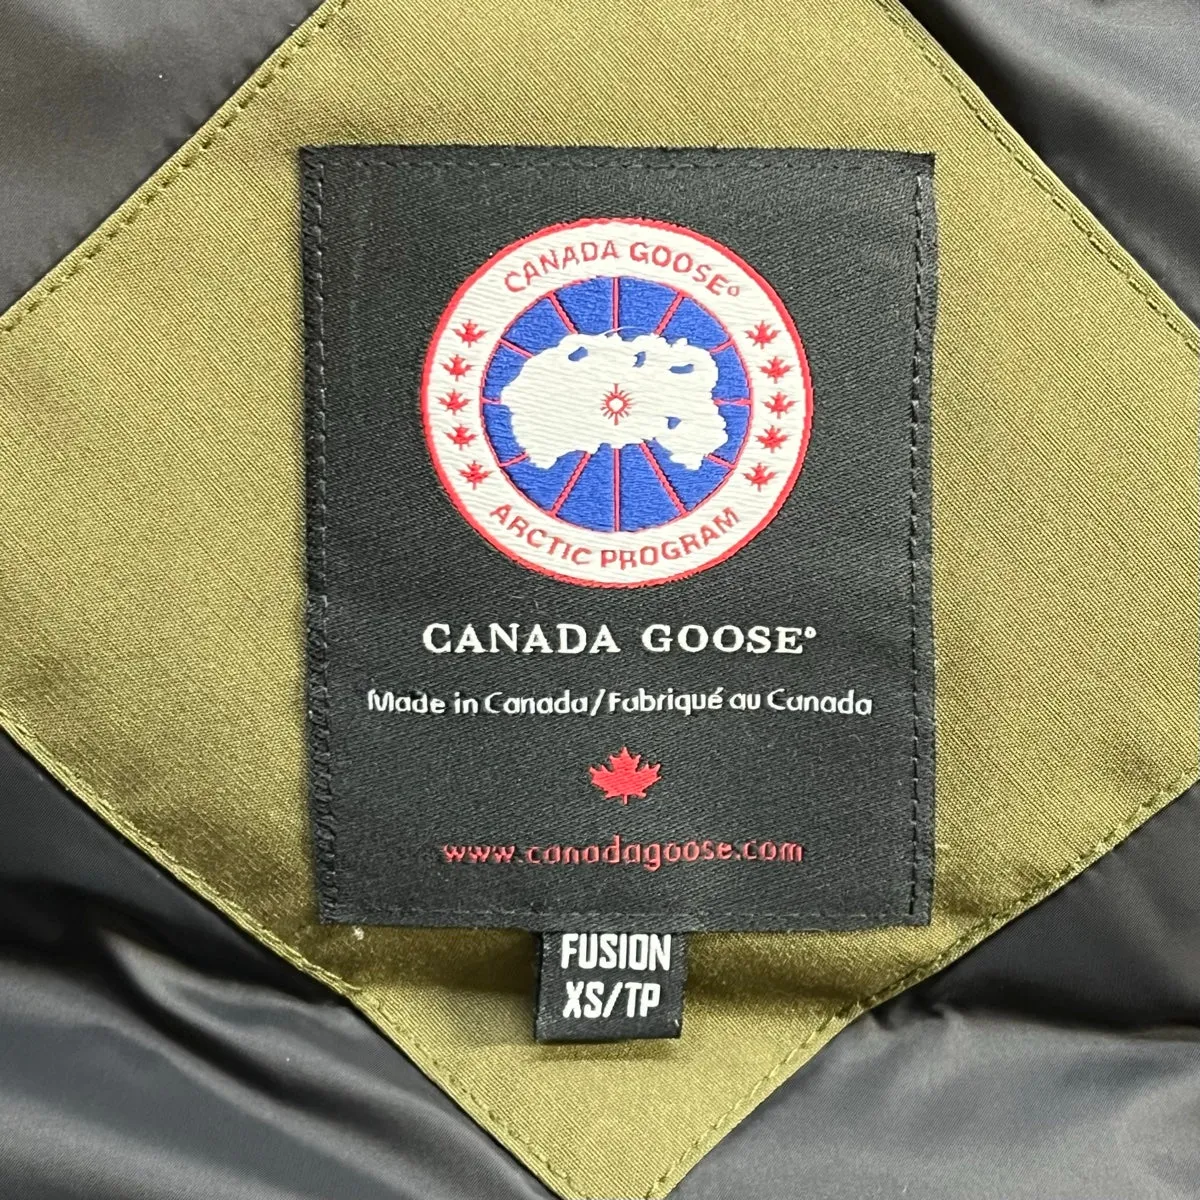 CANADA GOOSE®
ARCTIC PROGRAM
CANADA GOOSE®
Made in Canada/Fabriqué au Canada
www.canadagoose.com
FUSION
XS/TP